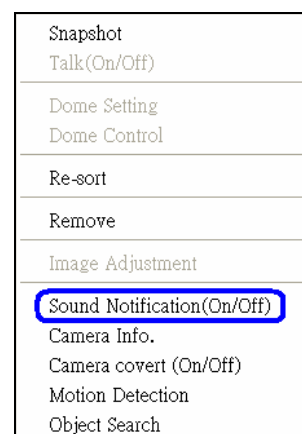 Snapshot
Talk(On/Off)
Dome Setting
Dome Control
Re-sort
Remove
Image Adjustment
Sound Notification(On/Off)
Camera Info.
Camera covert (On/Off)
Motion Detection
Object Search